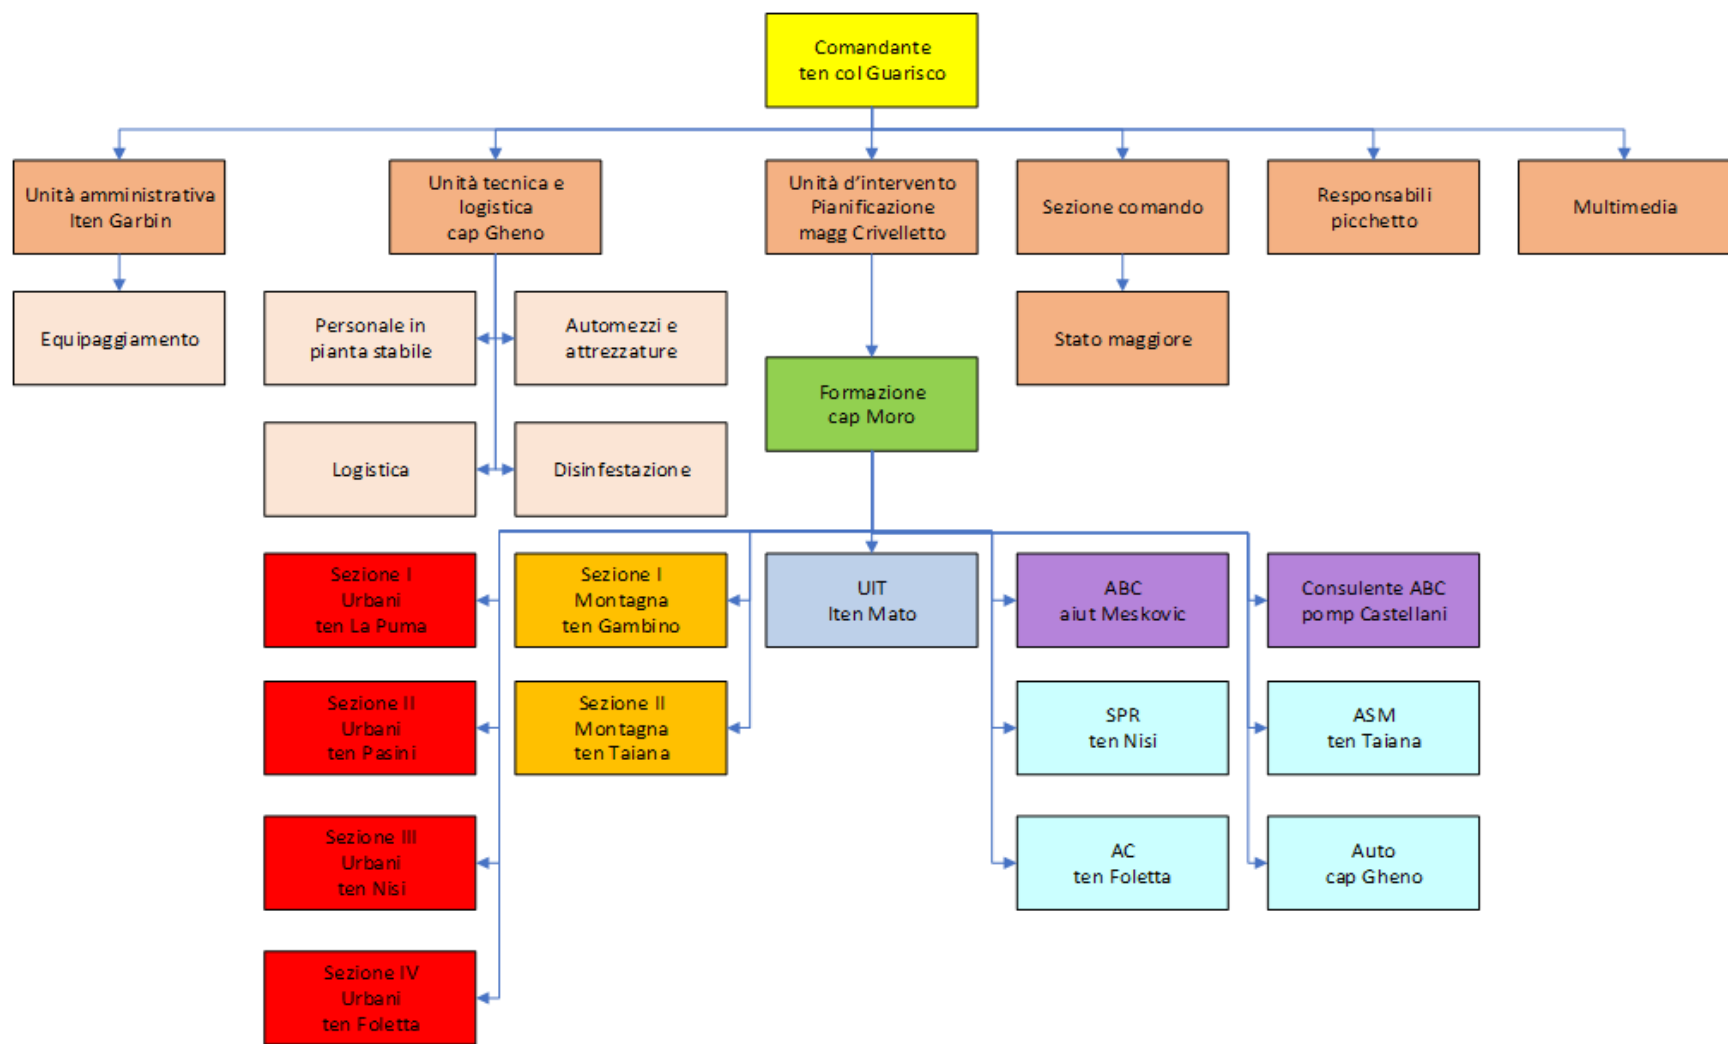 Comandante
ten col Guarisco
Unità amministrativa
Iten Garbin
Unità tecnica e
logistica
cap Gheno
Unità d'intervento
Pianificazione
magg Crivelletto
Sezione comando
Responsabili
picchetto
Multimedia
Equipaggiamento
Personale in
pianta stabile
Automezzi e
attrezzature
Stato maggiore
Formazione
cap Moro
Logistica
Disinfestazione
Sezione I
Urbani
ten La Puma
Sezione I
Montagna
ten Gambino
UIT
Iten Mato
ABC
aiut Meskovic
Consulente ABC
pomp Castellani
Sezione II
Urbani
ten Pasini
Sezione II
Montagna
ten Taiana
SPR
ten Nisi
ASM
ten Taiana
Sezione III
Urbani
ten Nisi
AC
ten Foletta
Auto
cap Gheno
Sezione IV
Urbani
ten Foletta